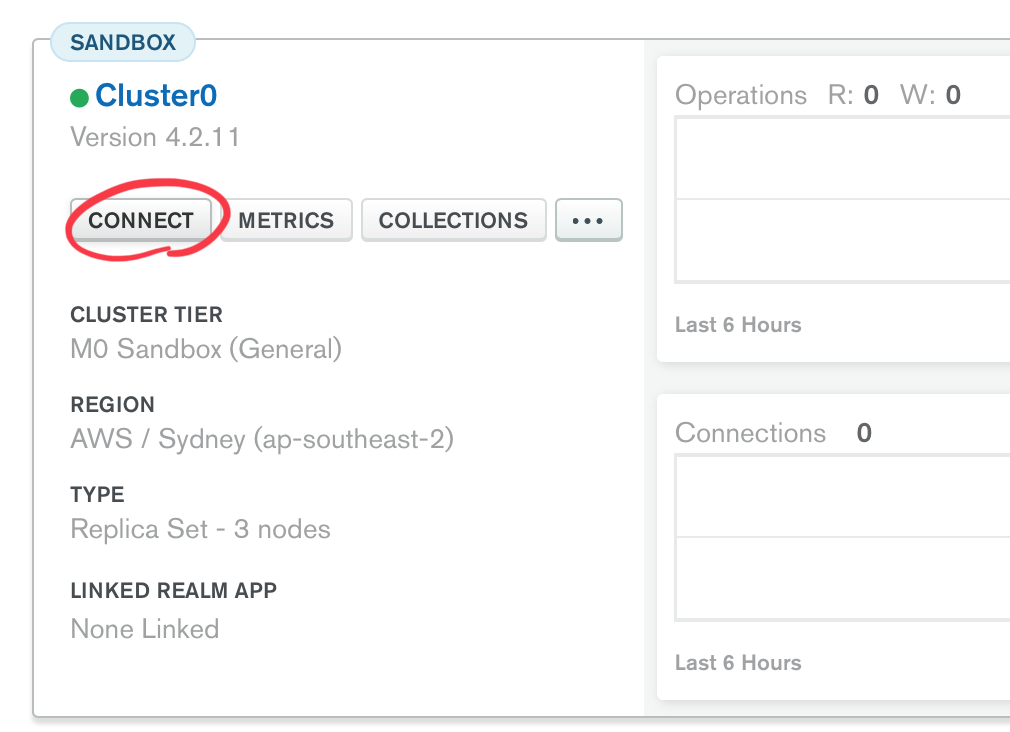 SANDBOX
Cluster0
Version 4.2.11
CONNECT METRICS COLLECTIONS ...
CLUSTER TIER
M0 Sandbox (General)
REGION
AWS / Sydney (ap-southeast-2)
TYPE
Replica Set - 3 nodes
LINKED REALM APP
None Linked
Operations R: 0 W: 0
Last 6 Hours
Connections 0
Last 6 Hours